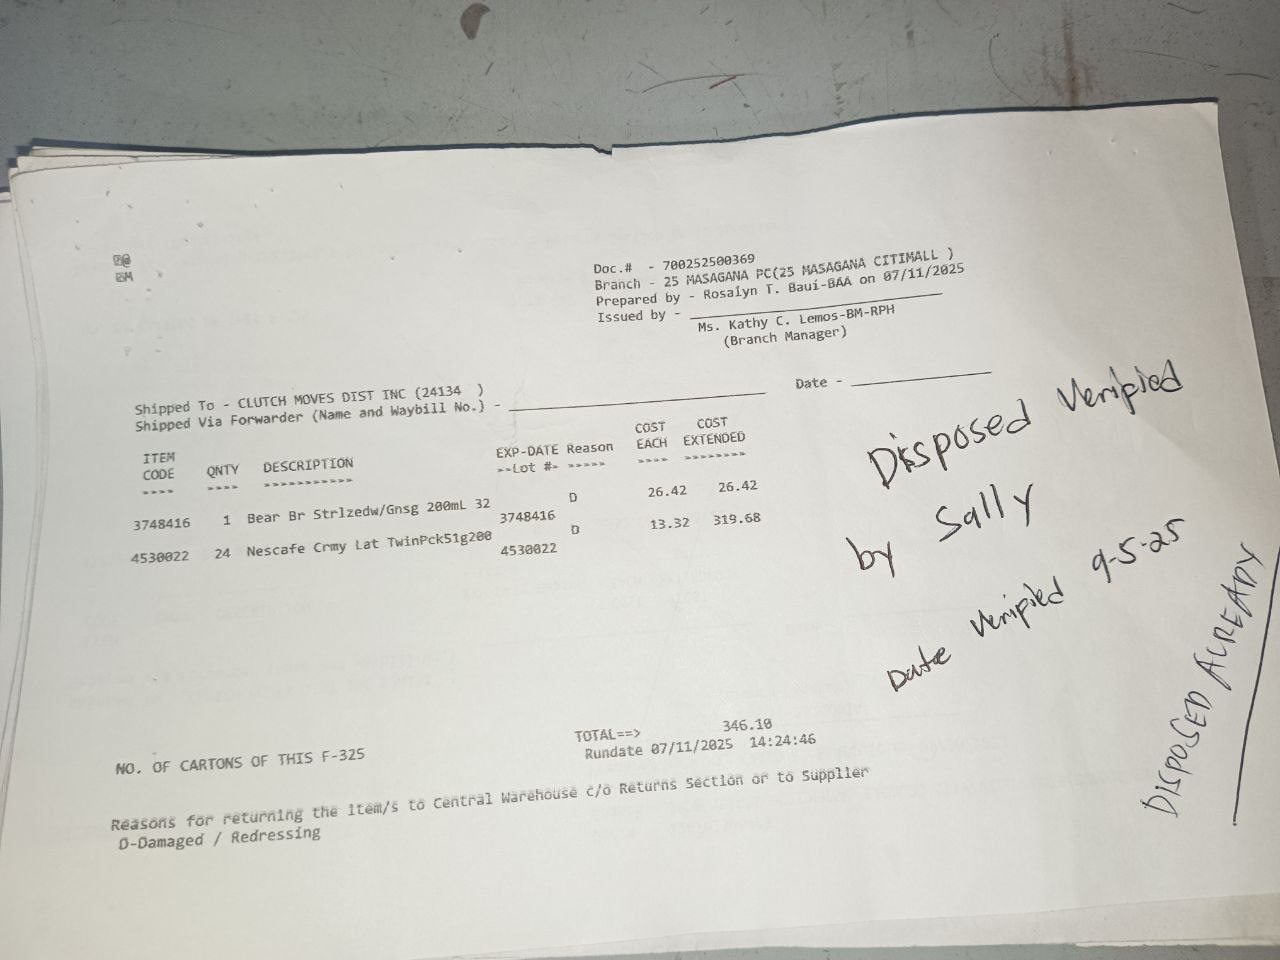 Doc.# - 700252500369
Branch - 25 MASAGANA PC(25 MASAGANA CITIMALL )
Prepared by - Rosalyn T. Baui-BAA on 07/11/2025
Issued by -
Ms. Kathy C. Lemos-BM-RPH
(Branch Manager)
Shipped To - CLUTCH MOVES DIST INC (24134 )
Shipped Via Forwarder (Name and Waybill No.) -
Date -
ITEM CODE QNTY DESCRIPTION EXP-DATE Reason COST EACH COST EXTENDED
--Lot #- -----
3748416 1 Bear Br Strlzedw/Gnsg 200mL 32 D 26.42 26.42
3748416
4530022 24 Nescafe Crmy Lat TwinPck51g200 D 13.32 319.68
4530022
Disposed Veripied
by Sally
Date Veripied 9-5-25
DISPOSED ALREADY
TOTAL==> 346.10
Rundate 07/11/2025 14:24:46
NO. OF CARTONS OF THIS F-325
Reasons for returning the item/s to Central Warehouse c/o Returns Section or to Supplier
D-Damaged / Redressing